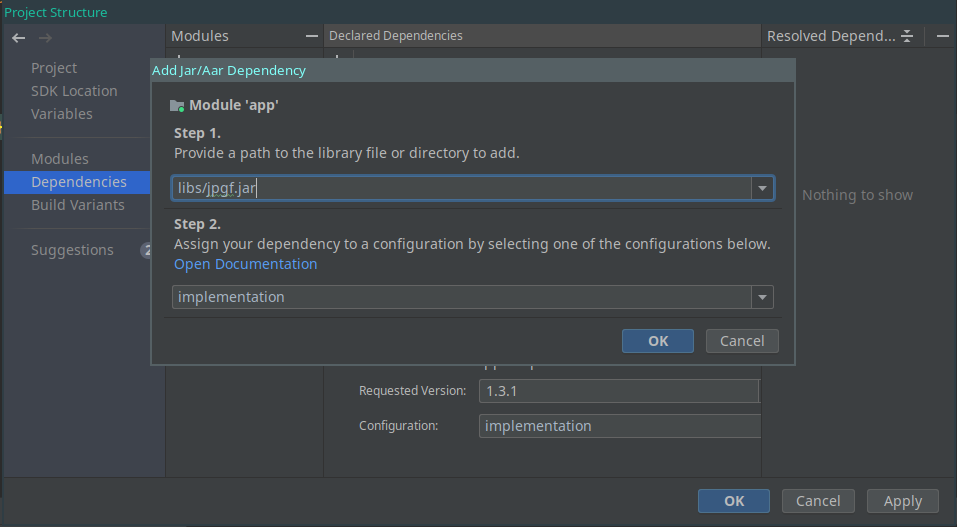 Project Structure
Modules
Declared Dependencies
Resolved Depend...
Project
SDK Location
Variables
Modules
Dependencies
Build Variants
Suggestions
2
Add Jar/Aar Dependency
Module 'app'
Step 1.
Provide a path to the library file or directory to add.
libs/jpgf.jar
Step 2.
Assign your dependency to a configuration by selecting one of the configurations below.
Open Documentation
implementation
OK
Cancel
Nothing to show
Requested Version:
1.3.1
Configuration:
implementation
OK
Cancel
Apply